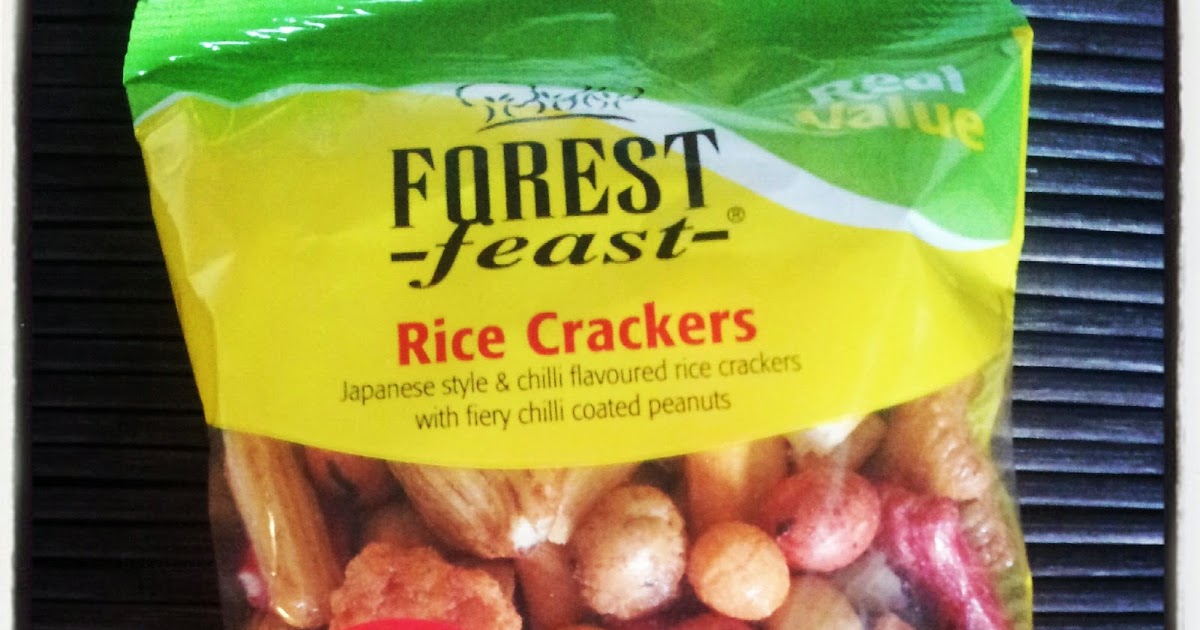 Real
Value
FOREST
-feast-®
Rice Crackers
Japanese style & chilli flavoured rice crackers
with fiery chilli coated peanuts